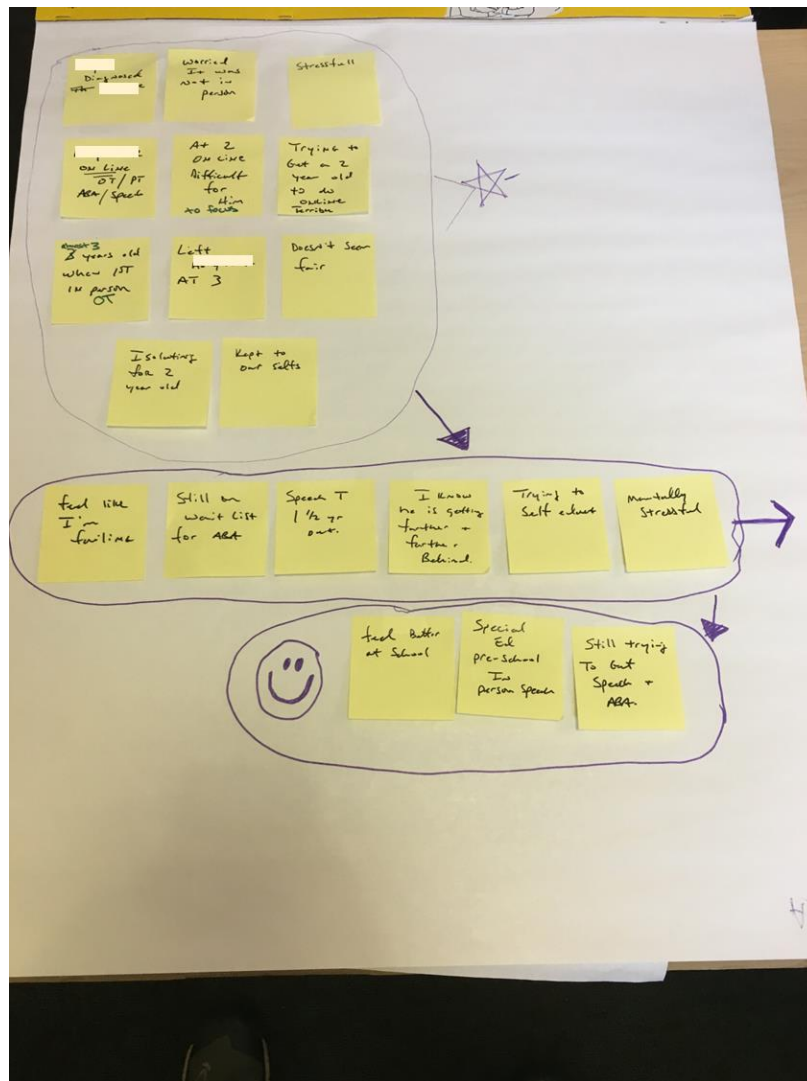 Diagnosed
Worried
It was
not in
person
Stressfull
ON LINE
OT/PT
ABA/Speech
At 2
ON LINE
Difficult
for
Him
to focus
Trying to
Get a 2
year old
to do
online
Terrible
Almost 3
3 years old
when 1ST
IN person
OT
Left
AT 3
Doesn't seem
fair
Isolating
for 2
year old
Kept to
our selfs
feel like
I'm
failing
Still on
wait List
for ABA
Speech T
1 1/2 yr
out.
I know
he is getting
further +
further
Behind.
Trying to
Self educt
Mentally
Stressful
feel Better
at School
Special
Ed
pre-school
In
person Speech
Still trying
To Get
Speech +
ABA.